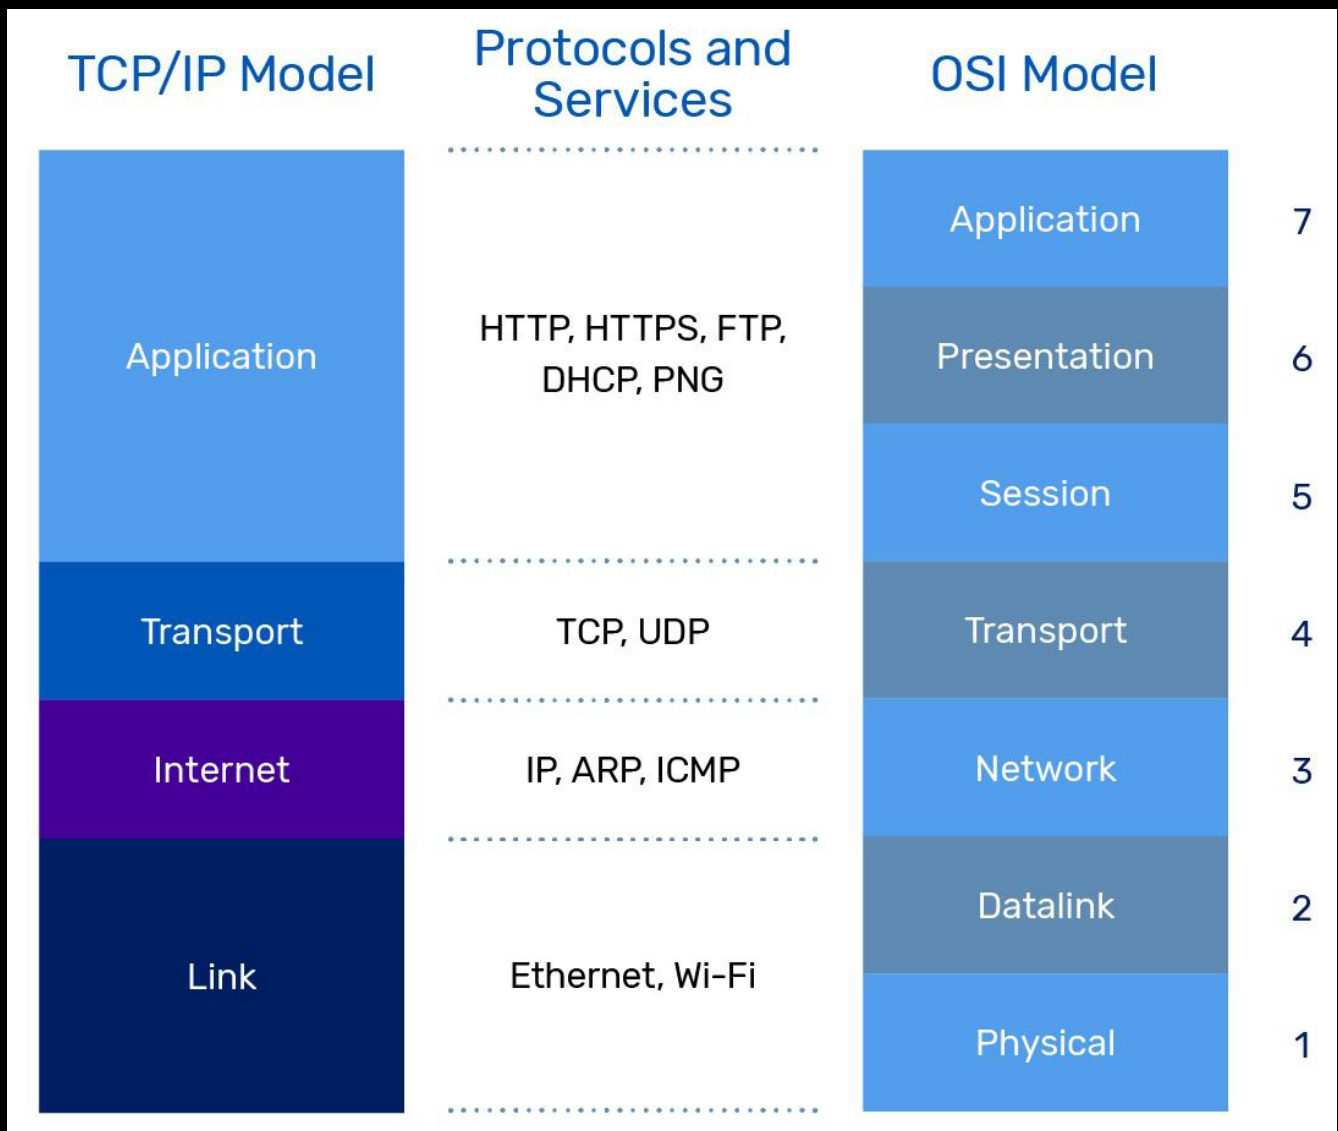 TCP/IP Model
Protocols and
Services
OSI Model
Application
HTTP, HTTPS, FTP,
DHCP, PNG
Application
7
Presentation
6
Session
5
Transport
TCP, UDP
Transport
4
Internet
IP, ARP, ICMP
Network
3
Link
Ethernet, Wi-Fi
Datalink
2
Physical
1